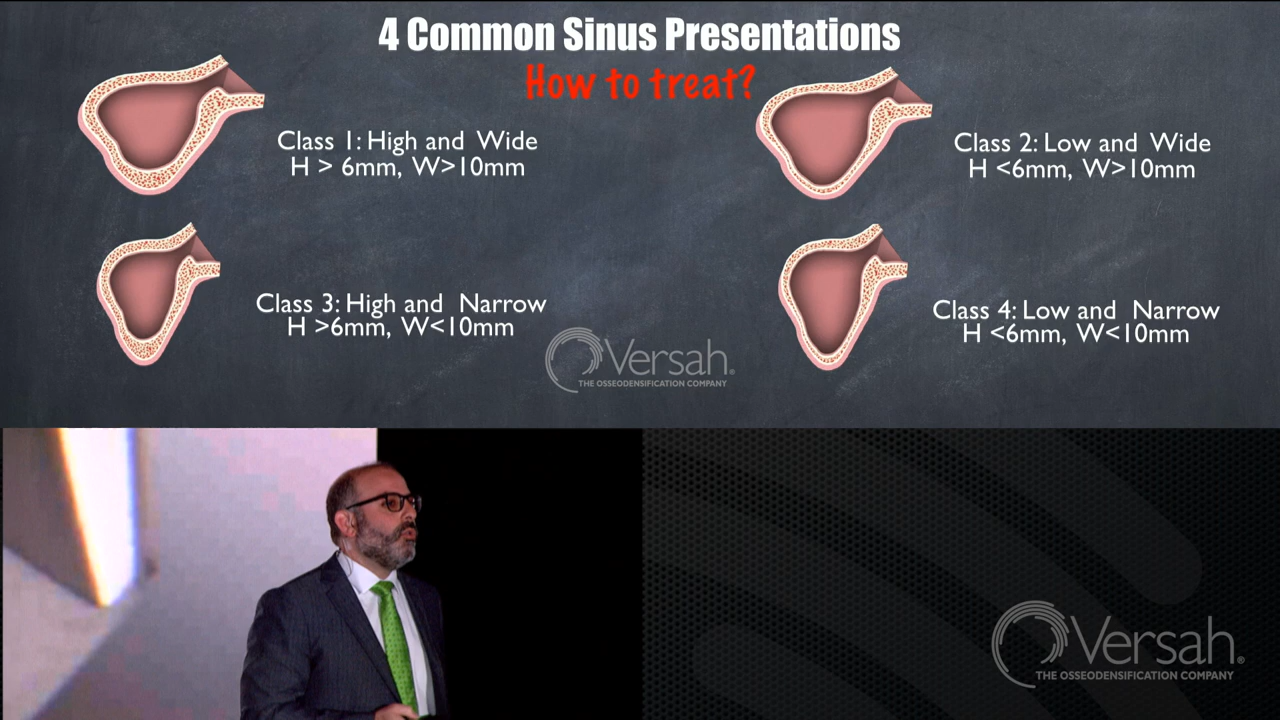 4 Common Sinus Presentations
How to treat?
Class 1: High and Wide
H > 6mm, W>10mm
Class 2: Low and Wide
H <6mm, W>10mm
Class 3: High and Narrow
H >6mm, W<10mm
Class 4: Low and Narrow
H <6mm, W<10mm
Versah®
THE OSSEODENSIFICATION COMPANY
Versah®
THE OSSEODENSIFICATION COMPANY